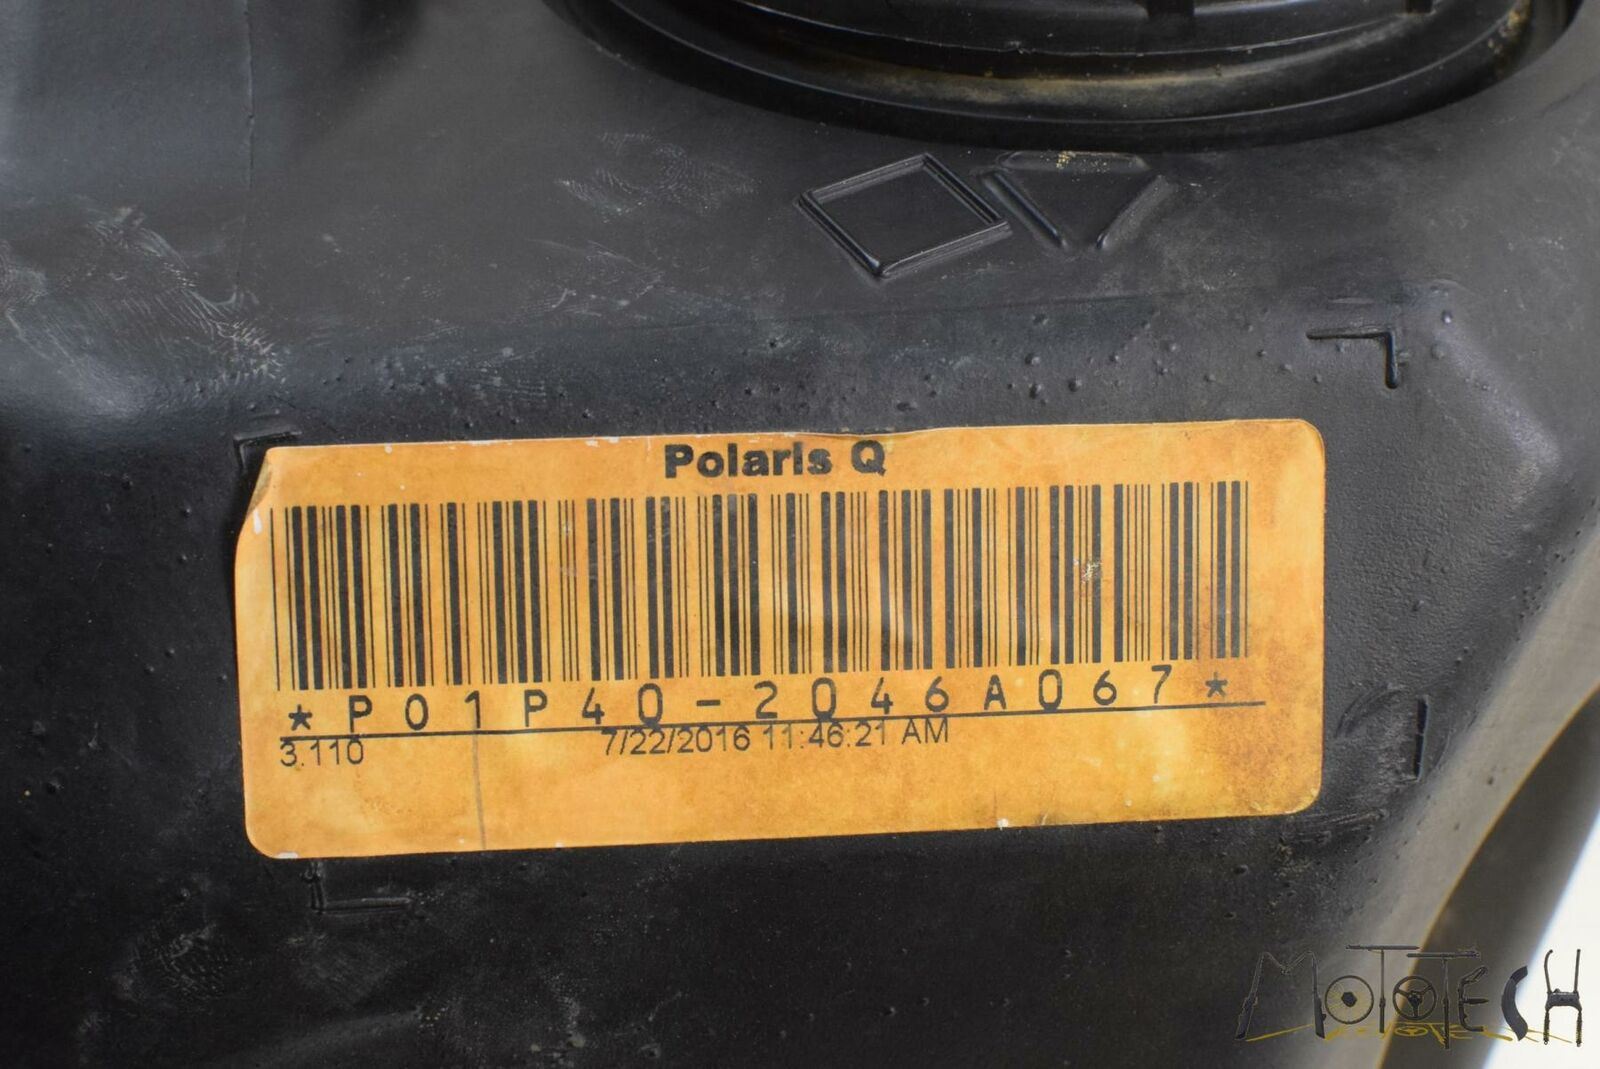 Polaris Q
*P01P40-2046A067*
3.110 7/22/2016 11:46:21 AM
MOTOTECH